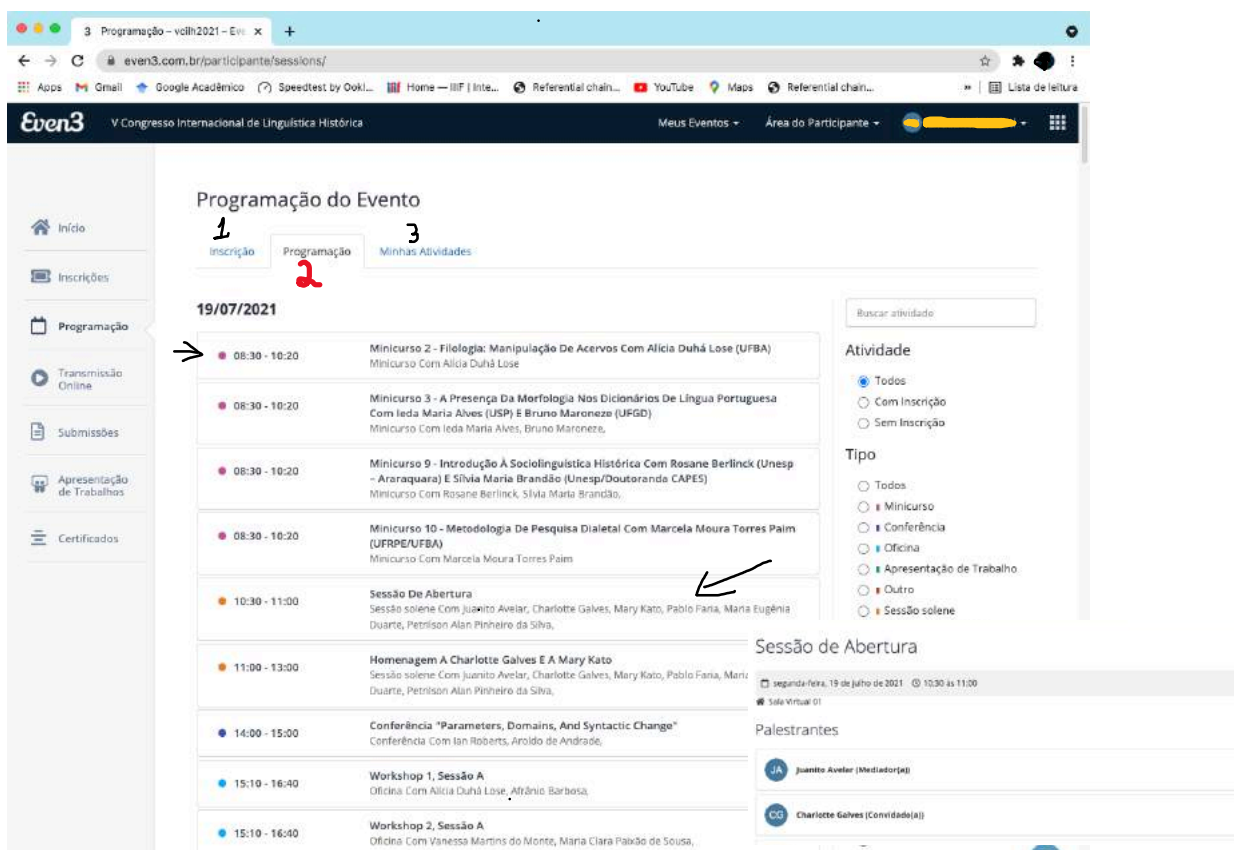 3 Programação – vcilh2021 – Eve
even3.com.br/participante/sessions/
Apps Gmail Google Acadêmico Speedtest by Ookl... Home — IIIF | Inte... Referential chain... YouTube Maps Referential chain... » Lista de leitura
Even3 V Congresso Internacional de Linguística Histórica Meus Eventos Área do Participante
Programação do Evento
1 3
Inscrição Programação Minhas Atividades
2
Início
Inscrições
Programação
Transmissão
Online
Submissões
Apresentação
de Trabalhos
Certificados
19/07/2021
08:30 - 10:20
Minicurso 2 - Filologia: Manipulação De Acervos Com Alícia Duhá Lose (UFBA)
Minicurso Com Alicia Duhá Lose
08:30 - 10:20
Minicurso 3 - A Presença Da Morfologia Nos Dicionários De Língua Portuguesa
Com Ieda Maria Alves (USP) E Bruno Maroneze (UFGD)
Minicurso Com Ieda Maria Alves, Bruno Maroneze,
08:30 - 10:20
Minicurso 9 - Introdução À Sociolinguística Histórica Com Rosane Berlinck (Unesp
– Araraquara) E Sílvia Maria Brandão (Unesp/Doutoranda CAPES)
Minicurso Com Rosane Berlinck, Silvia Maria Brandão,
08:30 - 10:20
Minicurso 10 - Metodologia De Pesquisa Dialetal Com Marcela Moura Torres Paim
(UFRPE/UFBA)
Minicurso Com Marcela Moura Torres Paim
10:30 - 11:00
Sessão De Abertura
Sessão solene Com Juanito Avelar, Charlotte Galves, Mary Kato, Pablo Faria, Maria Eugênia
Duarte, Petrilson Alan Pinheiro da Silva,
11:00 - 13:00
Homenagem A Charlotte Galves E A Mary Kato
Sessão solene Com Juanito Avelar, Charlotte Galves, Mary Kato, Pablo Faria, Maria
Duarte, Petrilson Alan Pinheiro da Silva,
14:00 - 15:00
Conferência "Parameters, Domains, And Syntactic Change"
Conferência Com Ian Roberts, Aroldo de Andrade,
15:10 - 16:40
Workshop 1, Sessão A
Oficina Com Alicia Duhá Lose, Afrânio Barbosa,
15:10 - 16:40
Workshop 2, Sessão A
Oficina Com Vanessa Martins do Monte, Maria Clara Paixão de Sousa,
Buscar atividade
Atividade
Todos
Com Inscrição
Sem Inscrição
Tipo
Todos
Minicurso
Conferência
Oficina
Apresentação de Trabalho
Outro
Sessão solene
Sessão de Abertura
segunda-feira, 19 de julho de 2021 10:30 às 11:00
Sala Virtual 01
Palestrantes
JA Juanito Avelar (Mediador(a))
CG Charlotte Galves (Convidado(a))